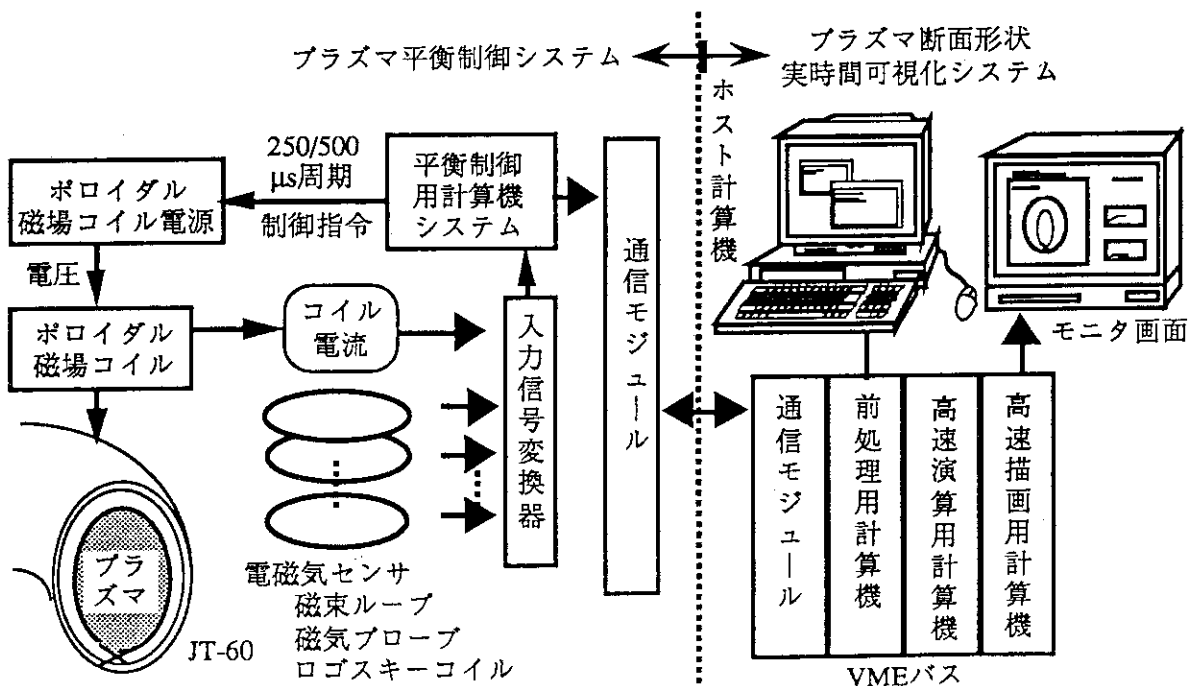 プラズマ平衡制御システム
プラズマ断面形状
実時間可視化システム
250/500
μs周期
制御指令
ポロイダル
磁場コイル電源
平衡制御
用計算機
システム
電圧
ポロイダル
磁場コイル
コイル
電流
入力信号変換器
通信モジュール
ホスト計算機
モニタ画面
プラ
ズマ
JT-60
電磁気センサ
磁束ループ
磁気プローブ
ロゴスキーコイル
通信モジュール
前処理用計算機
高速演算用計算機
高速描画用計算機
VMEバス